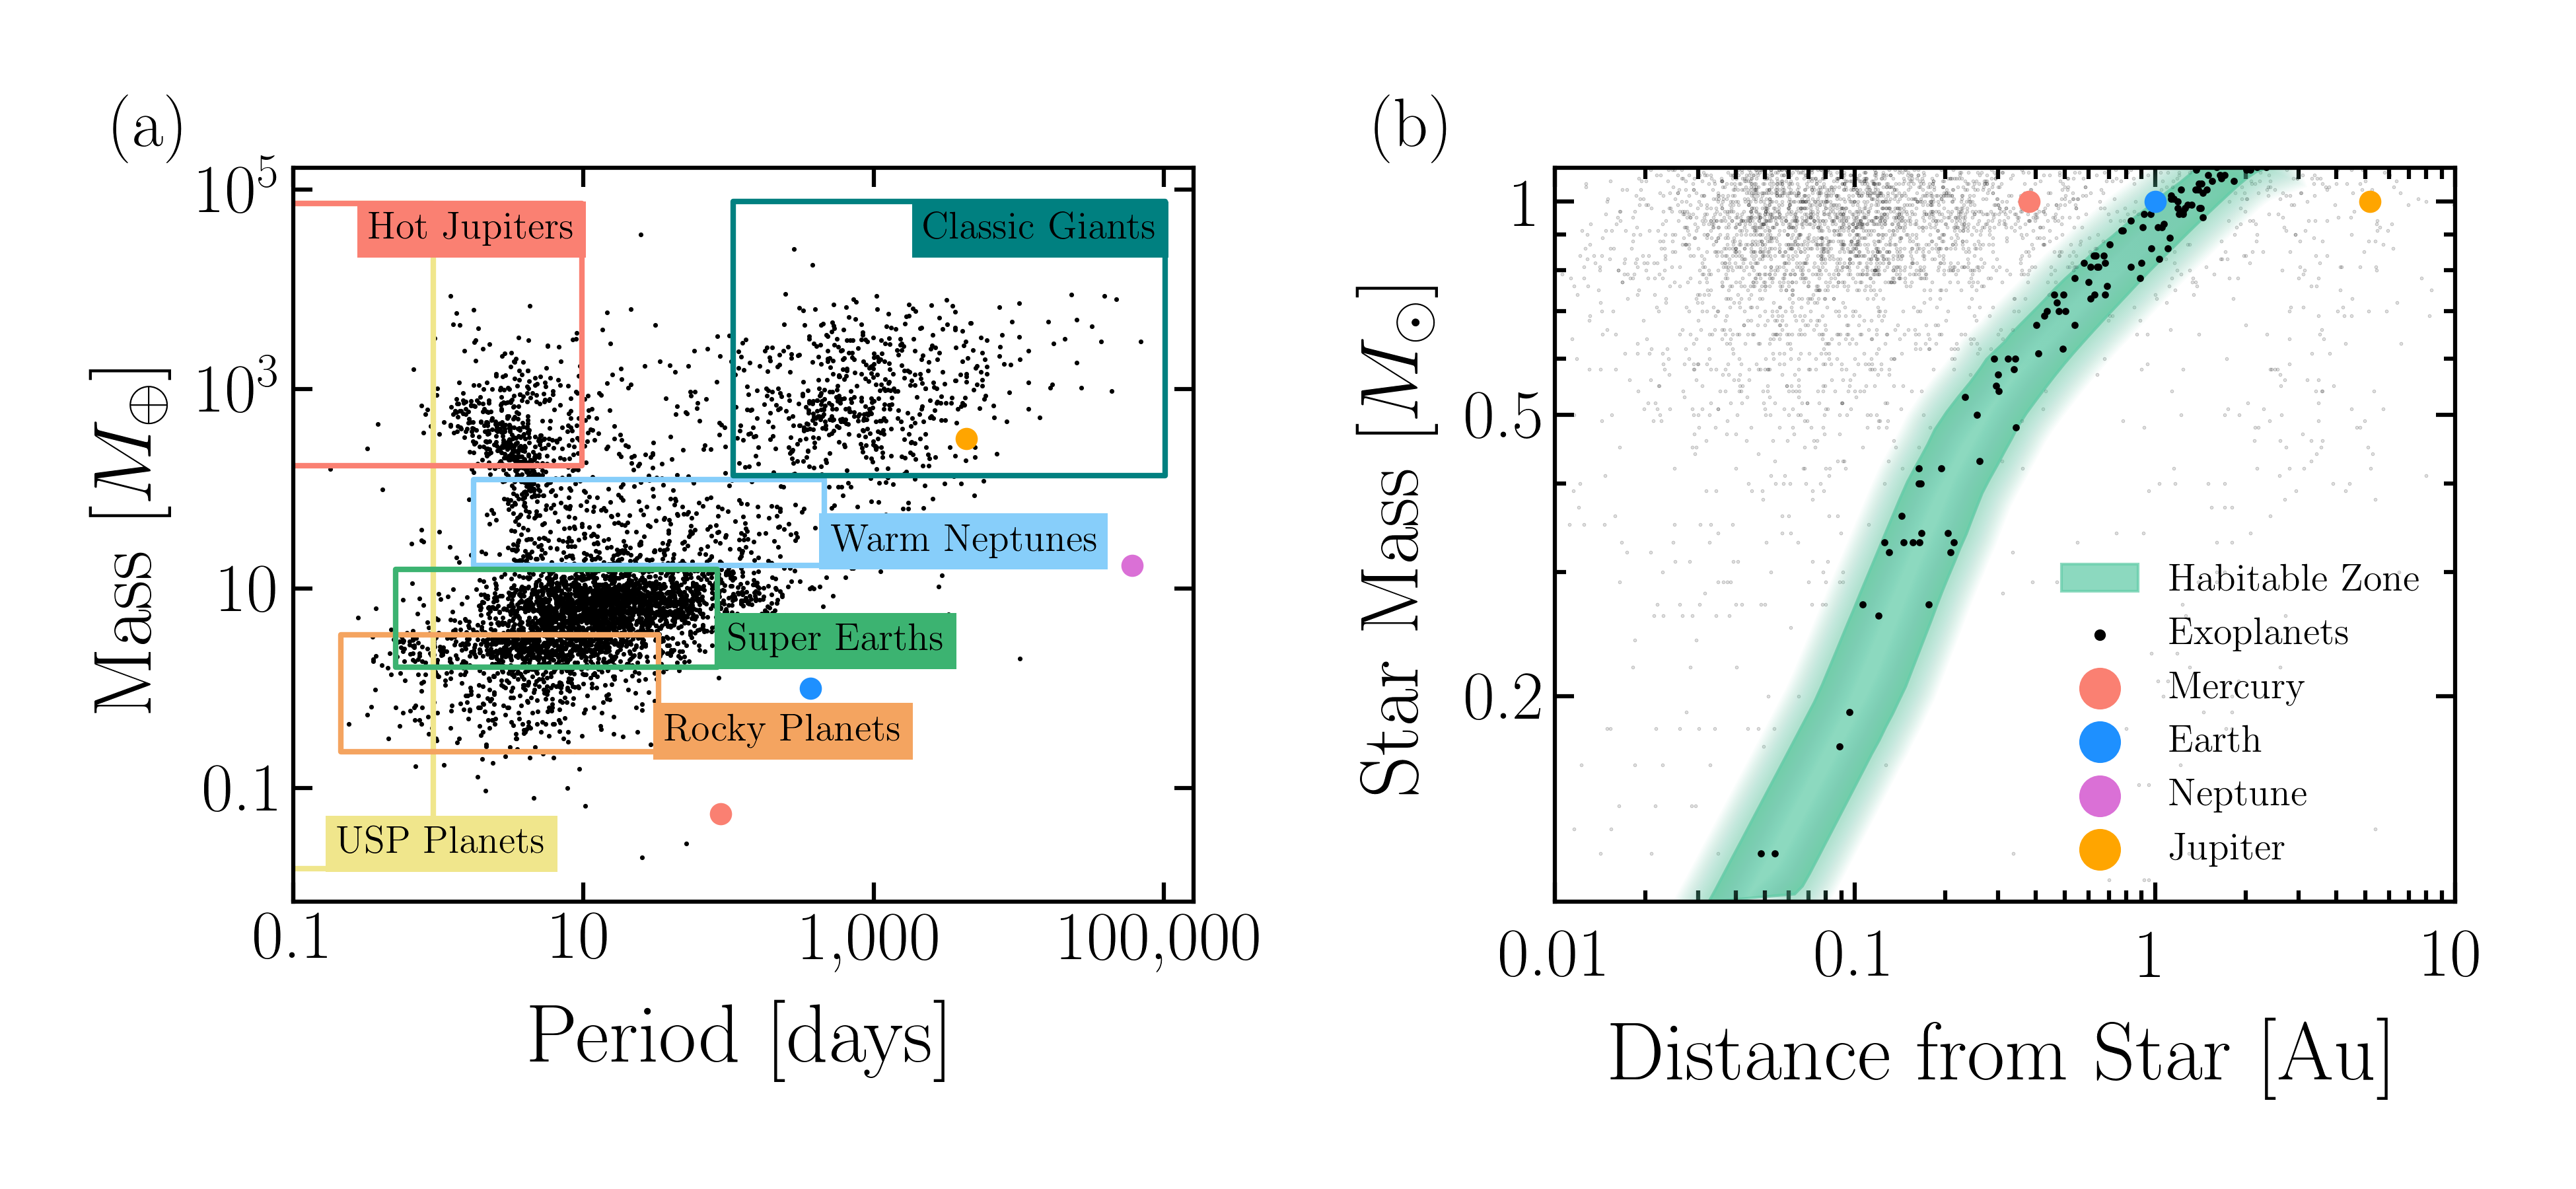 (a)
10^5
10^3
10
0.1
Mass [M⊕]
Hot Jupiters
Classic Giants
Warm Neptunes
Super Earths
Rocky Planets
USP Planets
0.1
10
1,000
100,000
Period [days]
(b)
1
0.5
0.2
Star Mass [M⊙]
Habitable Zone
Exoplanets
Mercury
Earth
Neptune
Jupiter
0.01
0.1
1
10
Distance from Star [Au]